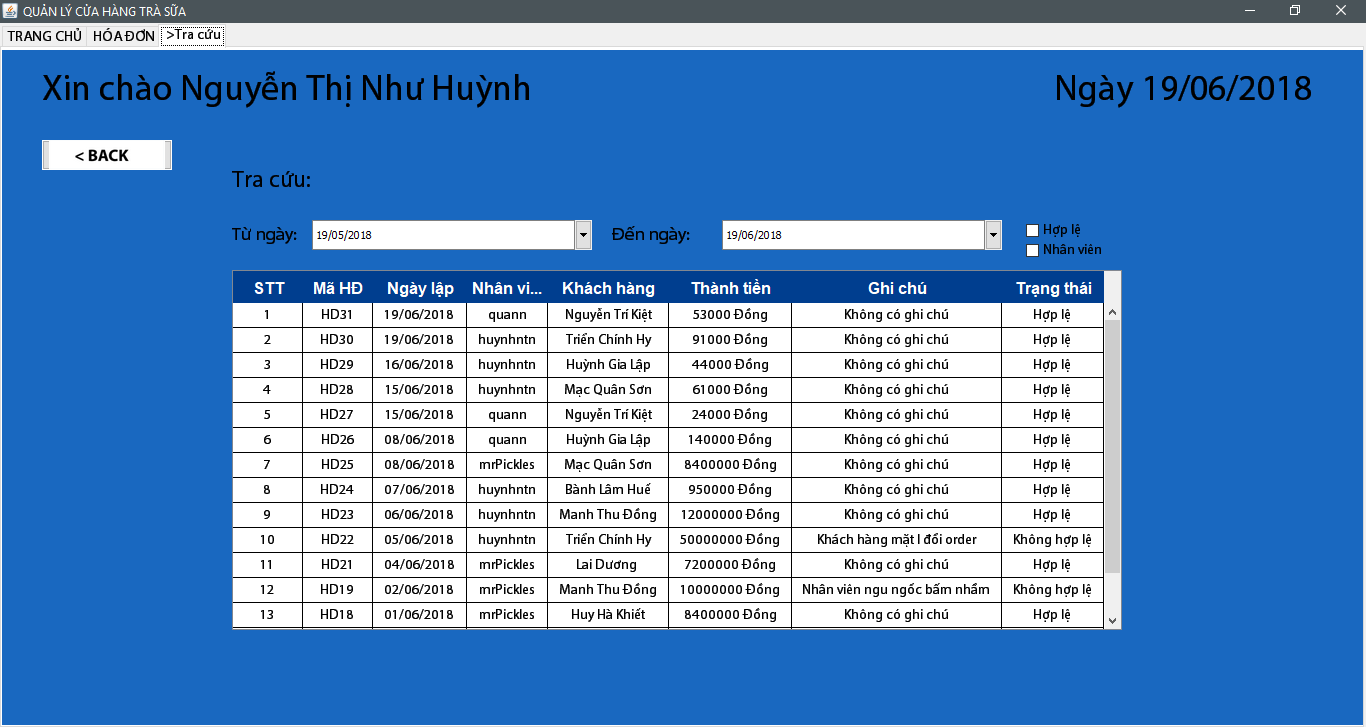 QUẢN LÝ CỬA HÀNG TRÀ SỮA
TRANG CHỦ HÓA ĐƠN >Tra cứu
Xin chào Nguyễn Thị Như Huỳnh Ngày 19/06/2018
< BACK
Tra cứu:
Từ ngày: 19/05/2018 Đến ngày: 19/06/2018
Hợp lệ
Nhân viên
STT Mã HĐ Ngày lập Nhân vi... Khách hàng Thành tiền Ghi chú Trạng thái
1 HD31 19/06/2018 quann Nguyễn Trí Kiệt 53000 Đồng Không có ghi chú Hợp lệ
2 HD30 19/06/2018 huynhntn Triển Chính Hy 91000 Đồng Không có ghi chú Hợp lệ
3 HD29 16/06/2018 huynhntn Huỳnh Gia Lập 44000 Đồng Không có ghi chú Hợp lệ
4 HD28 15/06/2018 huynhntn Mạc Quân Sơn 61000 Đồng Không có ghi chú Hợp lệ
5 HD27 15/06/2018 quann Nguyễn Trí Kiệt 24000 Đồng Không có ghi chú Hợp lệ
6 HD26 08/06/2018 quann Huỳnh Gia Lập 140000 Đồng Không có ghi chú Hợp lệ
7 HD25 08/06/2018 mrPickles Mạc Quân Sơn 8400000 Đồng Không có ghi chú Hợp lệ
8 HD24 07/06/2018 huynhntn Bành Lâm Huế 950000 Đồng Không có ghi chú Hợp lệ
9 HD23 06/06/2018 huynhntn Manh Thu Đồng 12000000 Đồng Không có ghi chú Hợp lệ
10 HD22 05/06/2018 huynhntn Triển Chính Hy 50000000 Đồng Khách hàng mặt l đổi order Không hợp lệ
11 HD21 04/06/2018 mrPickles Lai Dương 7200000 Đồng Không có ghi chú Hợp lệ
12 HD19 02/06/2018 mrPickles Manh Thu Đồng 10000000 Đồng Nhân viên ngu ngốc bấm nhầm Không hợp lệ
13 HD18 01/06/2018 mrPickles Huy Hà Khiết 8400000 Đồng Không có ghi chú Hợp lệ